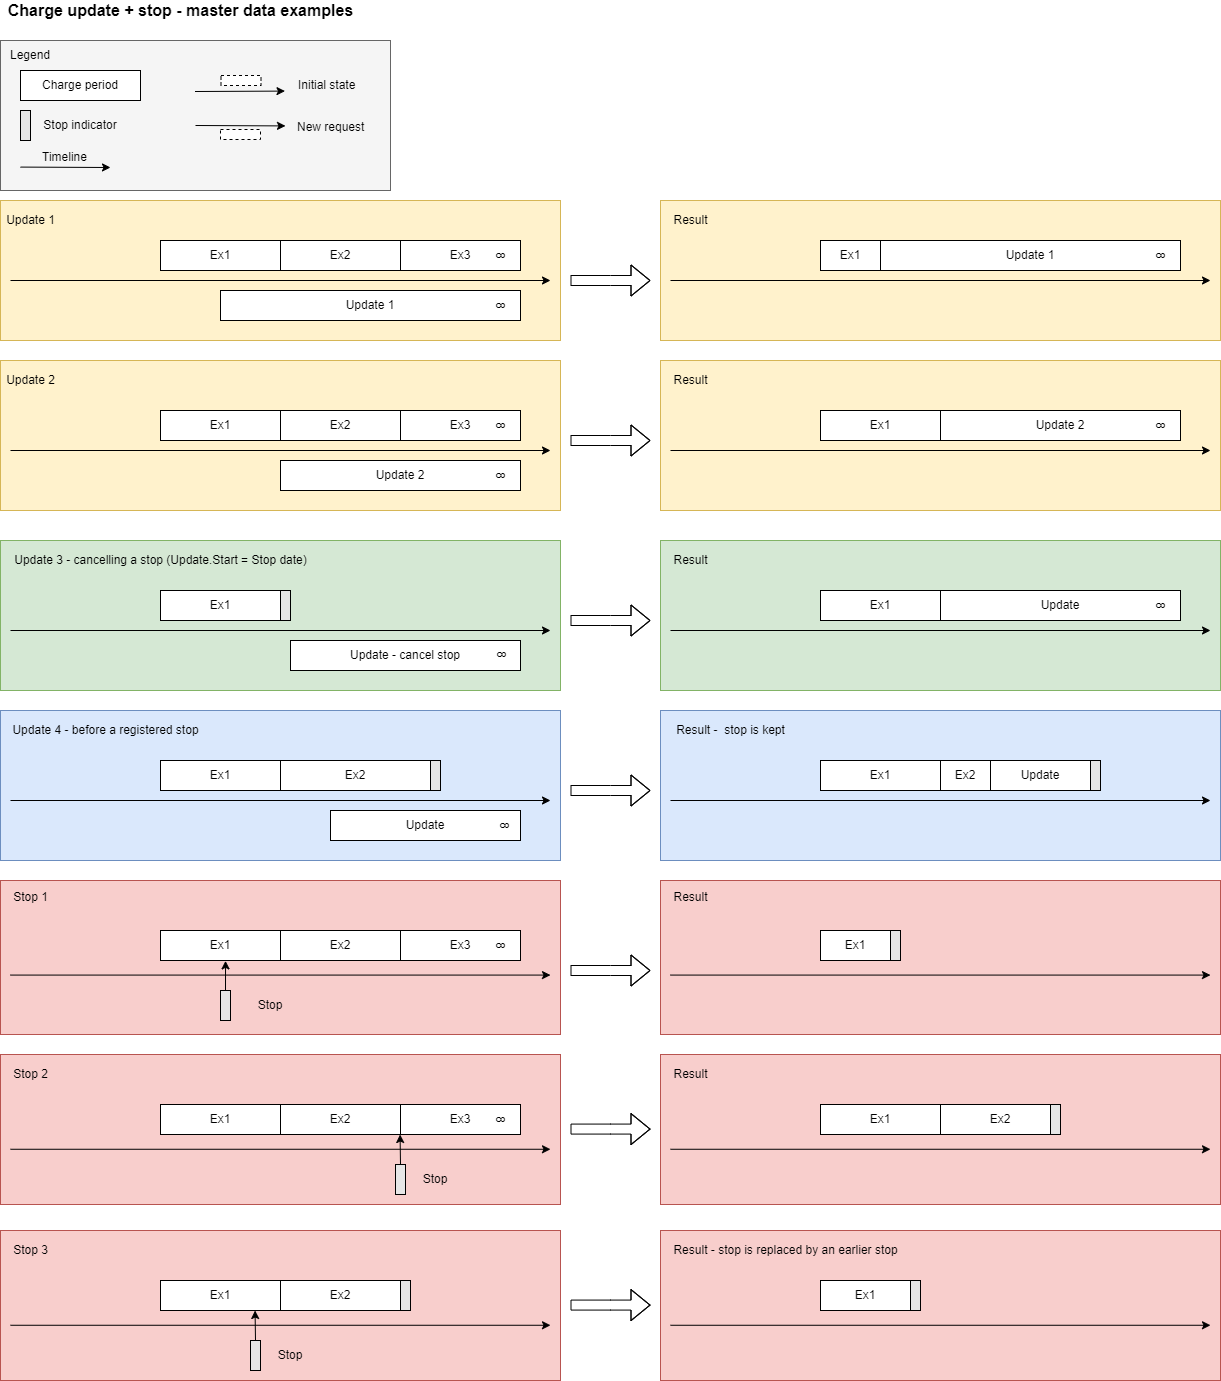 Charge update + stop - master data examples
Legend
Charge period
Initial state
Stop indicator
New request
Timeline
Update 1
Ex1 Ex2 Ex3 ∞
Update 1 ∞
Result
Ex1 Update 1 ∞
Update 2
Ex1 Ex2 Ex3 ∞
Update 2 ∞
Result
Ex1 Update 2 ∞
Update 3 - cancelling a stop (Update.Start = Stop date)
Ex1
Update - cancel stop ∞
Result
Ex1 Update ∞
Update 4 - before a registered stop
Ex1 Ex2
Update ∞
Result - stop is kept
Ex1 Ex2 Update
Stop 1
Ex1 Ex2 Ex3 ∞
Stop
Result
Ex1
Stop 2
Ex1 Ex2 Ex3 ∞
Stop
Result
Ex1 Ex2
Stop 3
Ex1 Ex2
Stop
Result - stop is replaced by an earlier stop
Ex1